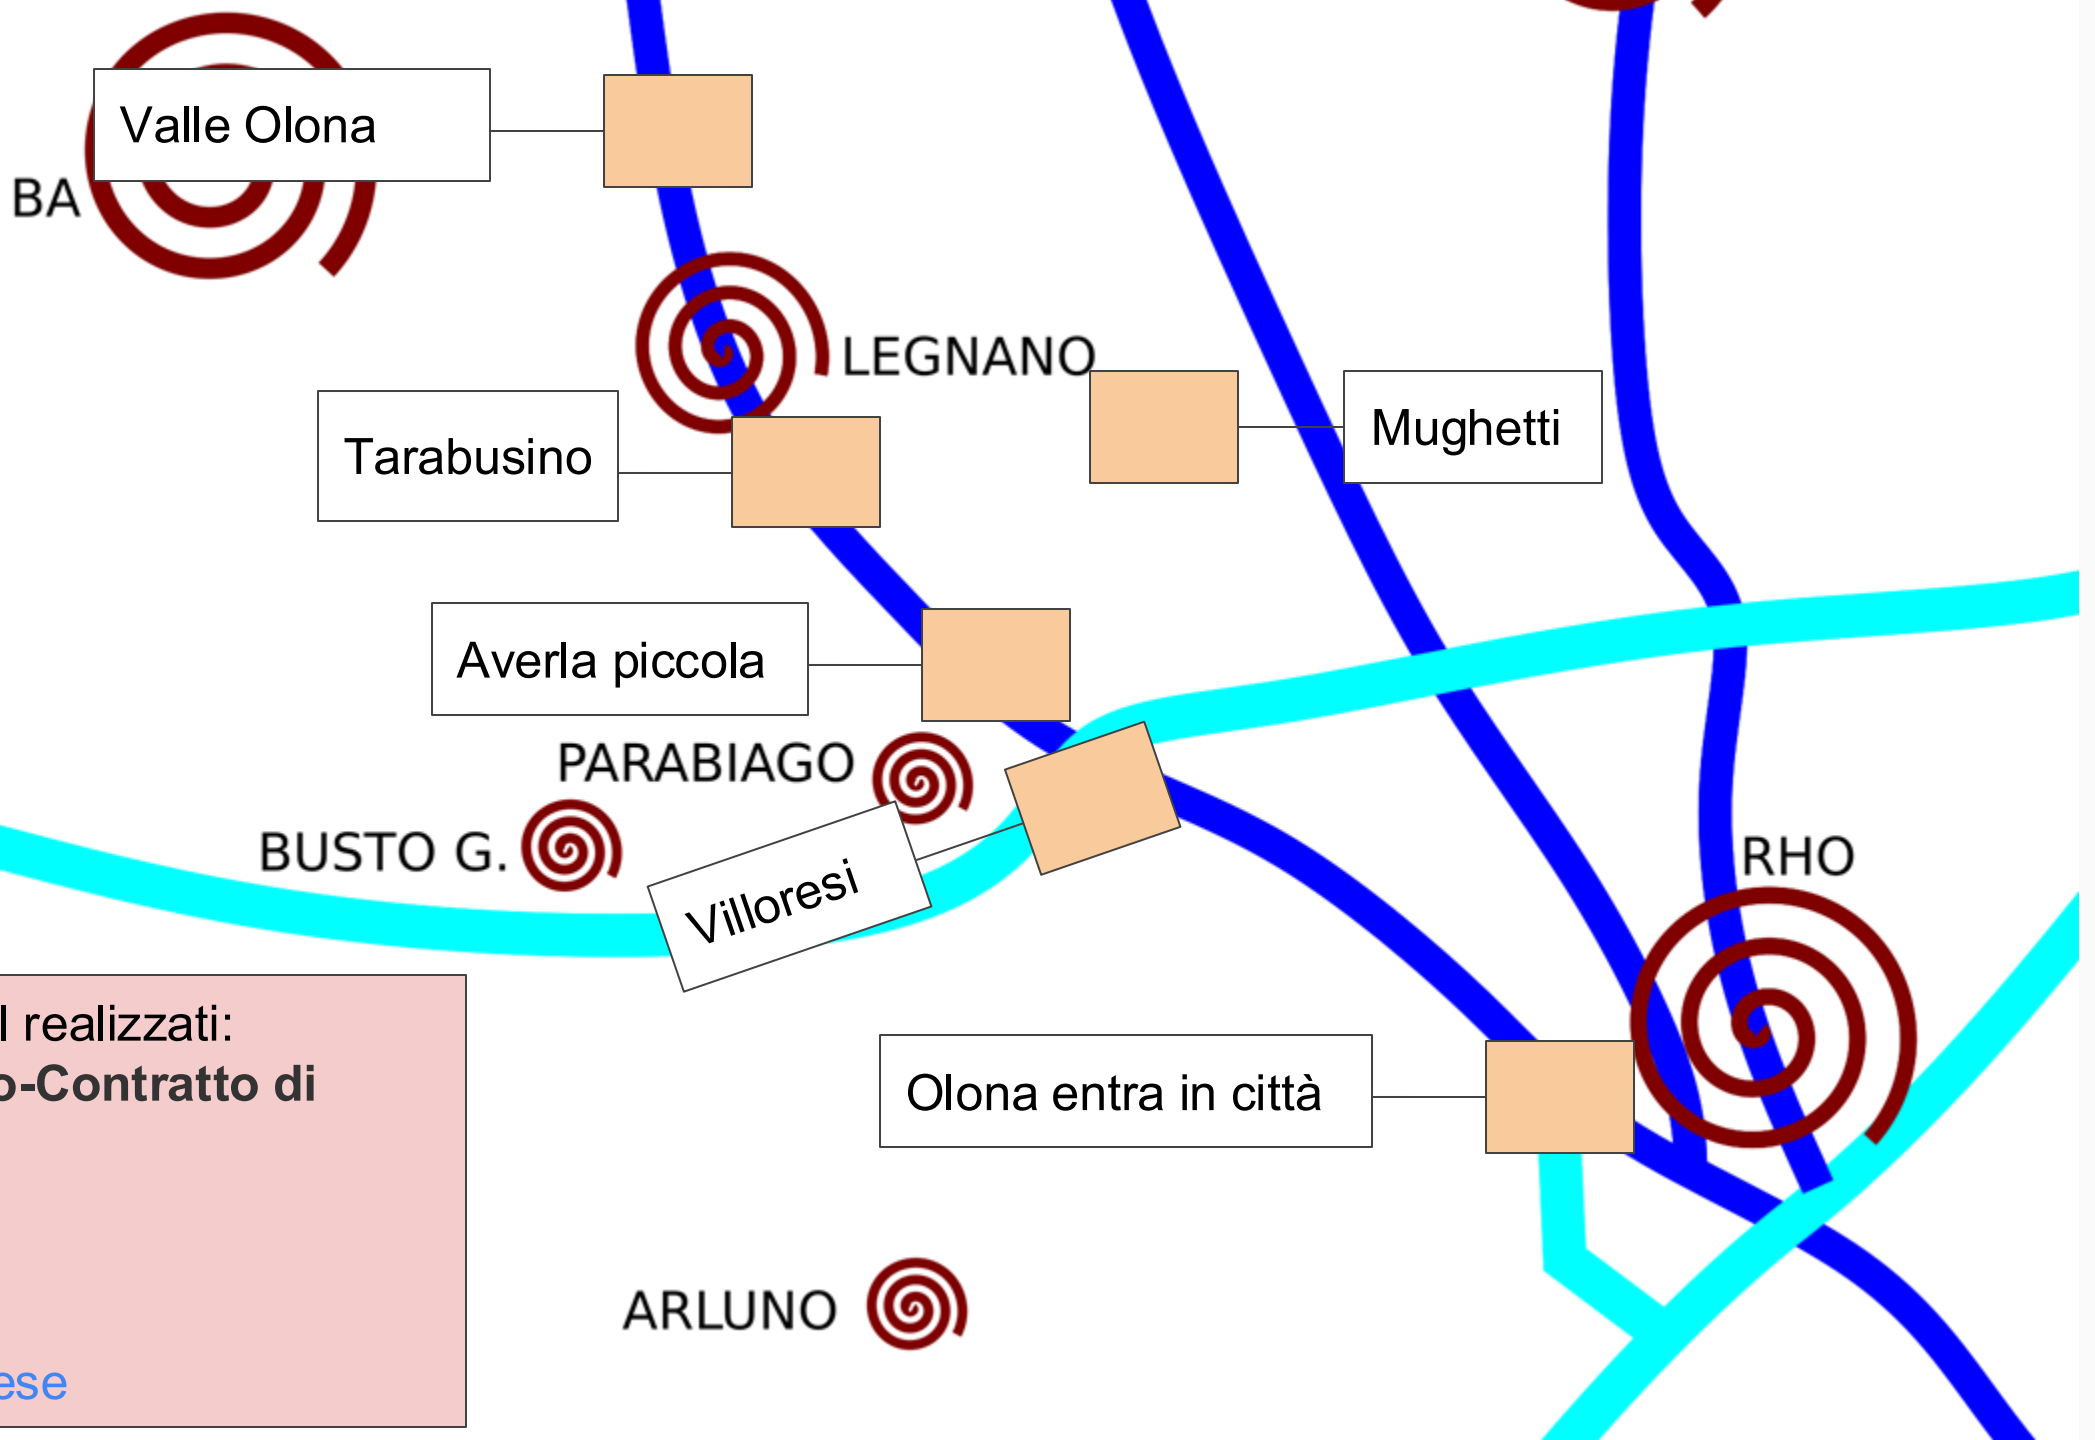 Valle Olona
BA
LEGNANO
Tarabusino
Mughetti
Averla piccola
PARABIAGO
BUSTO G.
Villoresi
RHO
l realizzati:
o-Contratto di
Olona entra in città
ARLUNO
ese